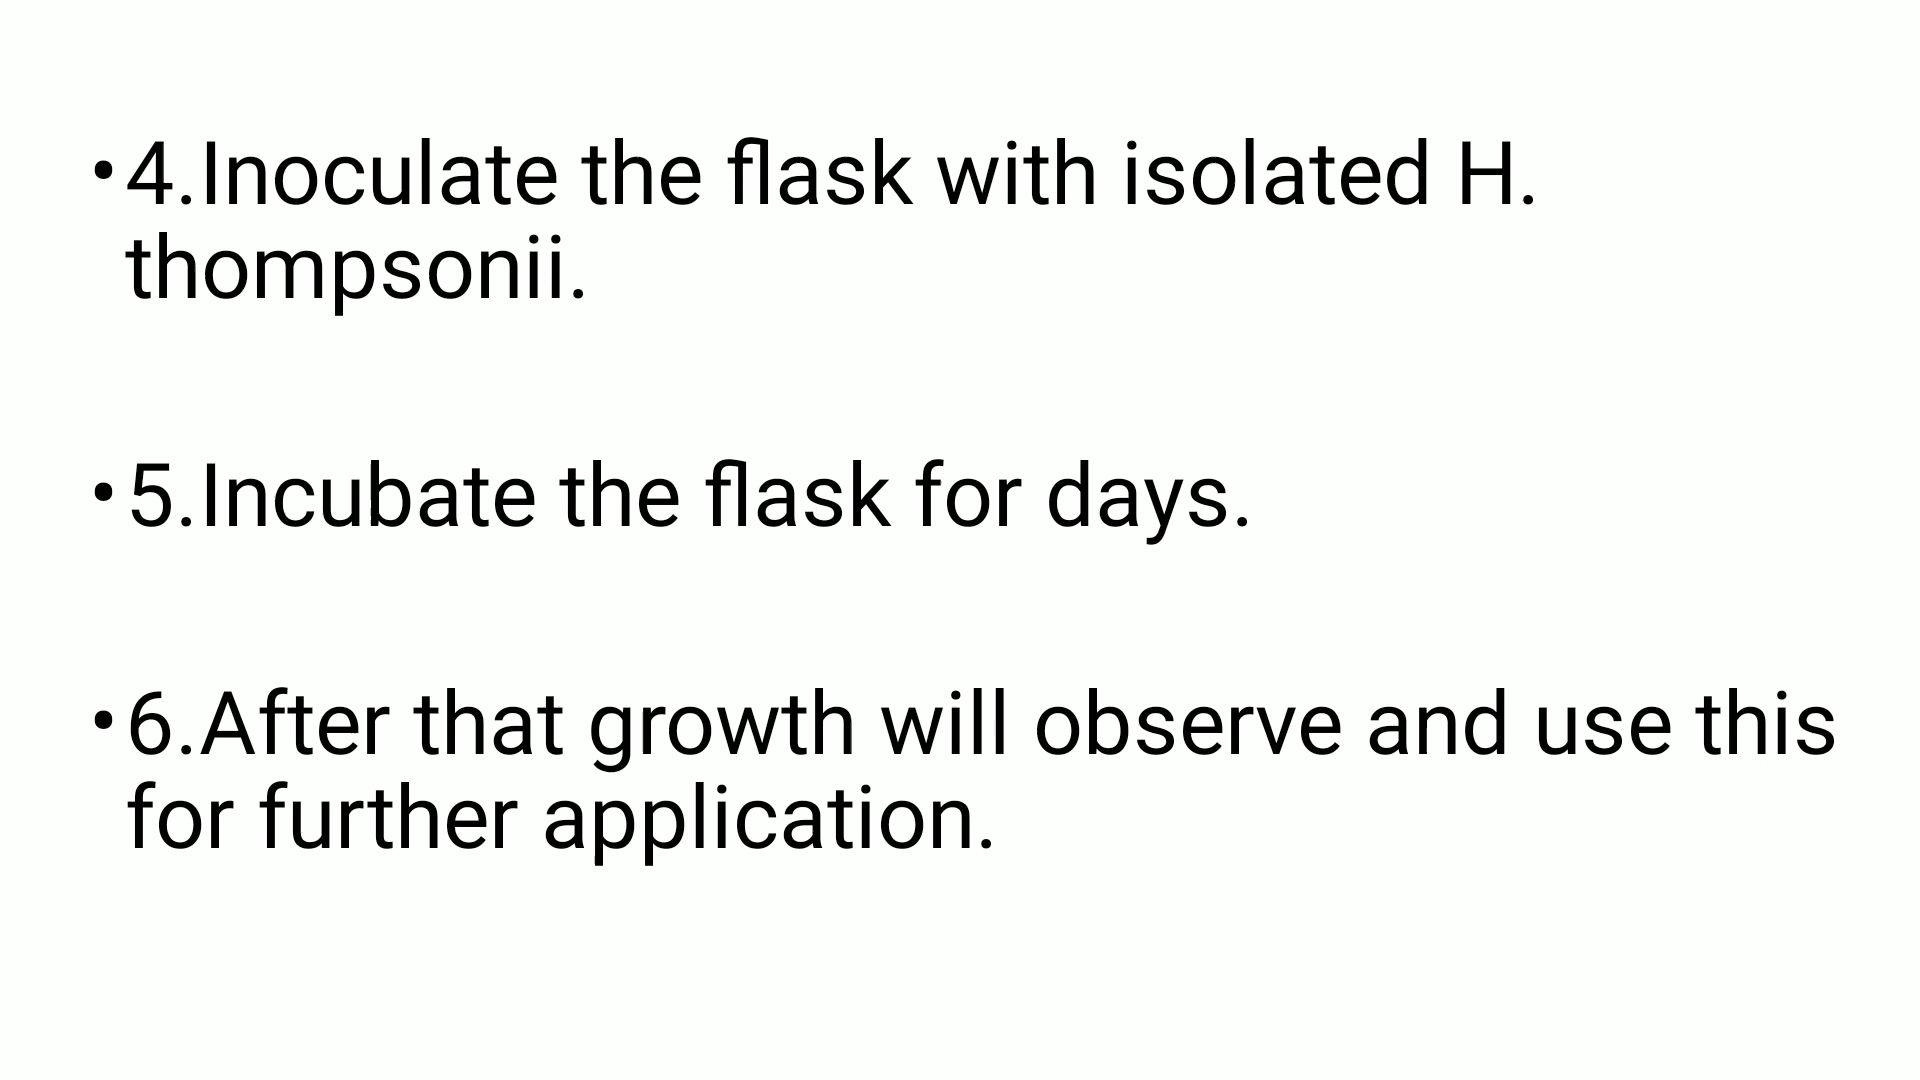 •4.Inoculate the flask with isolated H.
thompsonii.
•5.Incubate the flask for days.
•6.After that growth will observe and use this
for further application.